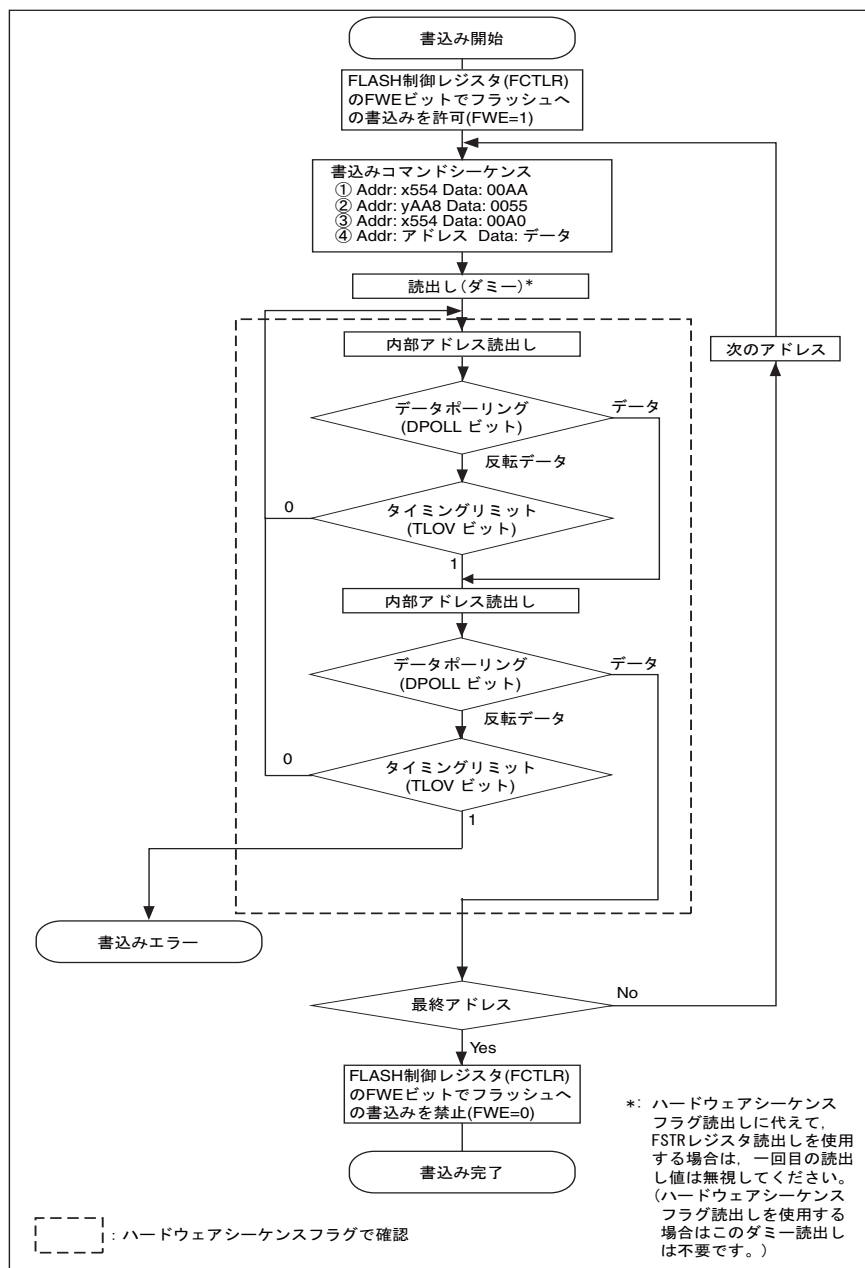 書込み開始
FLASH制御レジスタ(FCTLR)
のFWEビットでフラッシュへ
の書込みを許可(FWE=1)
書込みコマンドシーケンス
① Addr: x554 Data: 00AA
② Addr: yAA8 Data: 0055
③ Addr: x554 Data: 00A0
④ Addr: アドレス Data: データ
読出し(ダミー)*
内部アドレス読出し
次のアドレス
データポーリング
(DPOLL ビット)
データ
反転データ
0
タイミングリミット
(TLOV ビット)
1
内部アドレス読出し
データポーリング
(DPOLL ビット)
データ
反転データ
0
タイミングリミット
(TLOV ビット)
1
書込みエラー
最終アドレス
No
Yes
FLASH制御レジスタ(FCTLR)
のFWEビットでフラッシュへ
の書込みを禁止(FWE=0)
書込み完了
*: ハードウェアシーケンス
フラグ読出しに代えて,
FSTRレジスタ読出しを使用
する場合は, 一回目の読出
し値は無視してください。
(ハードウェアシーケンス
フラグ読出しを使用する
場合はこのダミー読出し
は不要です。)
: ハードウェアシーケンスフラグで確認